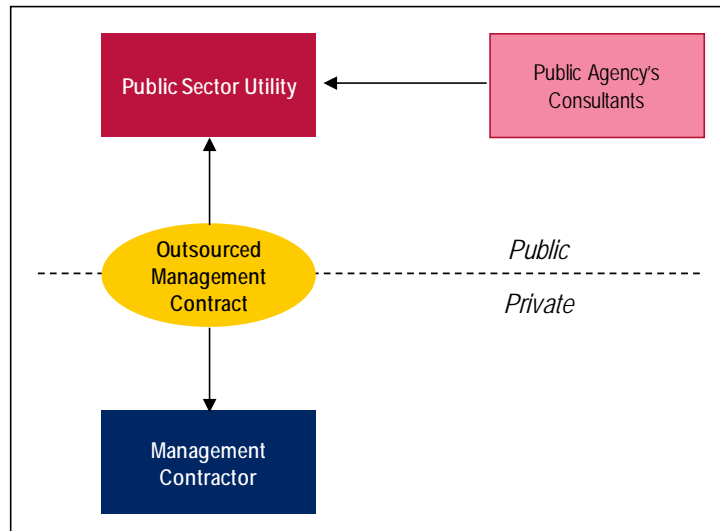 Public Sector Utility
Public Agency's
Consultants
Outsourced
Management
Contract
Public
Private
Management
Contractor